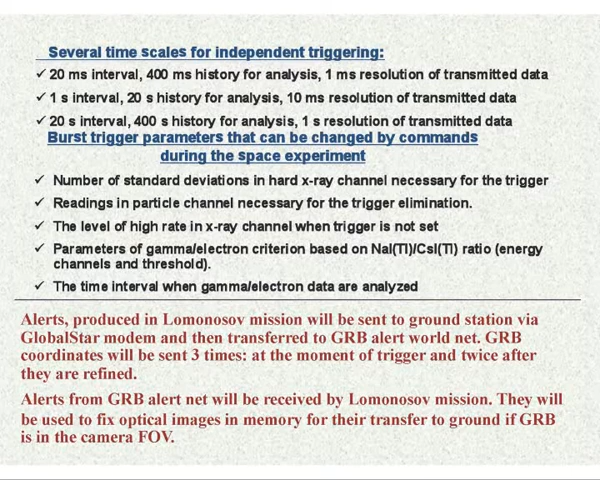 Several time scales for independent triggering:
✓ 20 ms interval, 400 ms history for analysis, 1 ms resolution of transmitted data
✓ 1 s interval, 20 s history for analysis, 10 ms resolution of transmitted data
✓ 20 s interval, 400 s history for analysis, 1 s resolution of transmitted data
Burst trigger parameters that can be changed by commands
during the space experiment
✓ Number of standard deviations in hard x-ray channel necessary for the trigger
✓ Readings in particle channel necessary for the trigger elimination.
✓ The level of high rate in x-ray channel when trigger is not set
✓ Parameters of gamma/electron criterion based on NaI(Tl)/CsI(Tl) ratio (energy
channels and threshold).
✓ The time interval when gamma/electron data are analyzed
Alerts, produced in Lomonosov mission will be sent to ground station via
GlobalStar modem and then transferred to GRB alert world net. GRB
coordinates will be sent 3 times: at the moment of trigger and twice after
they are refined.
Alerts from GRB alert net will be received by Lomonosov mission. They will
be used to fix optical images in memory for their transfer to ground if GRB
is in the camera FOV.